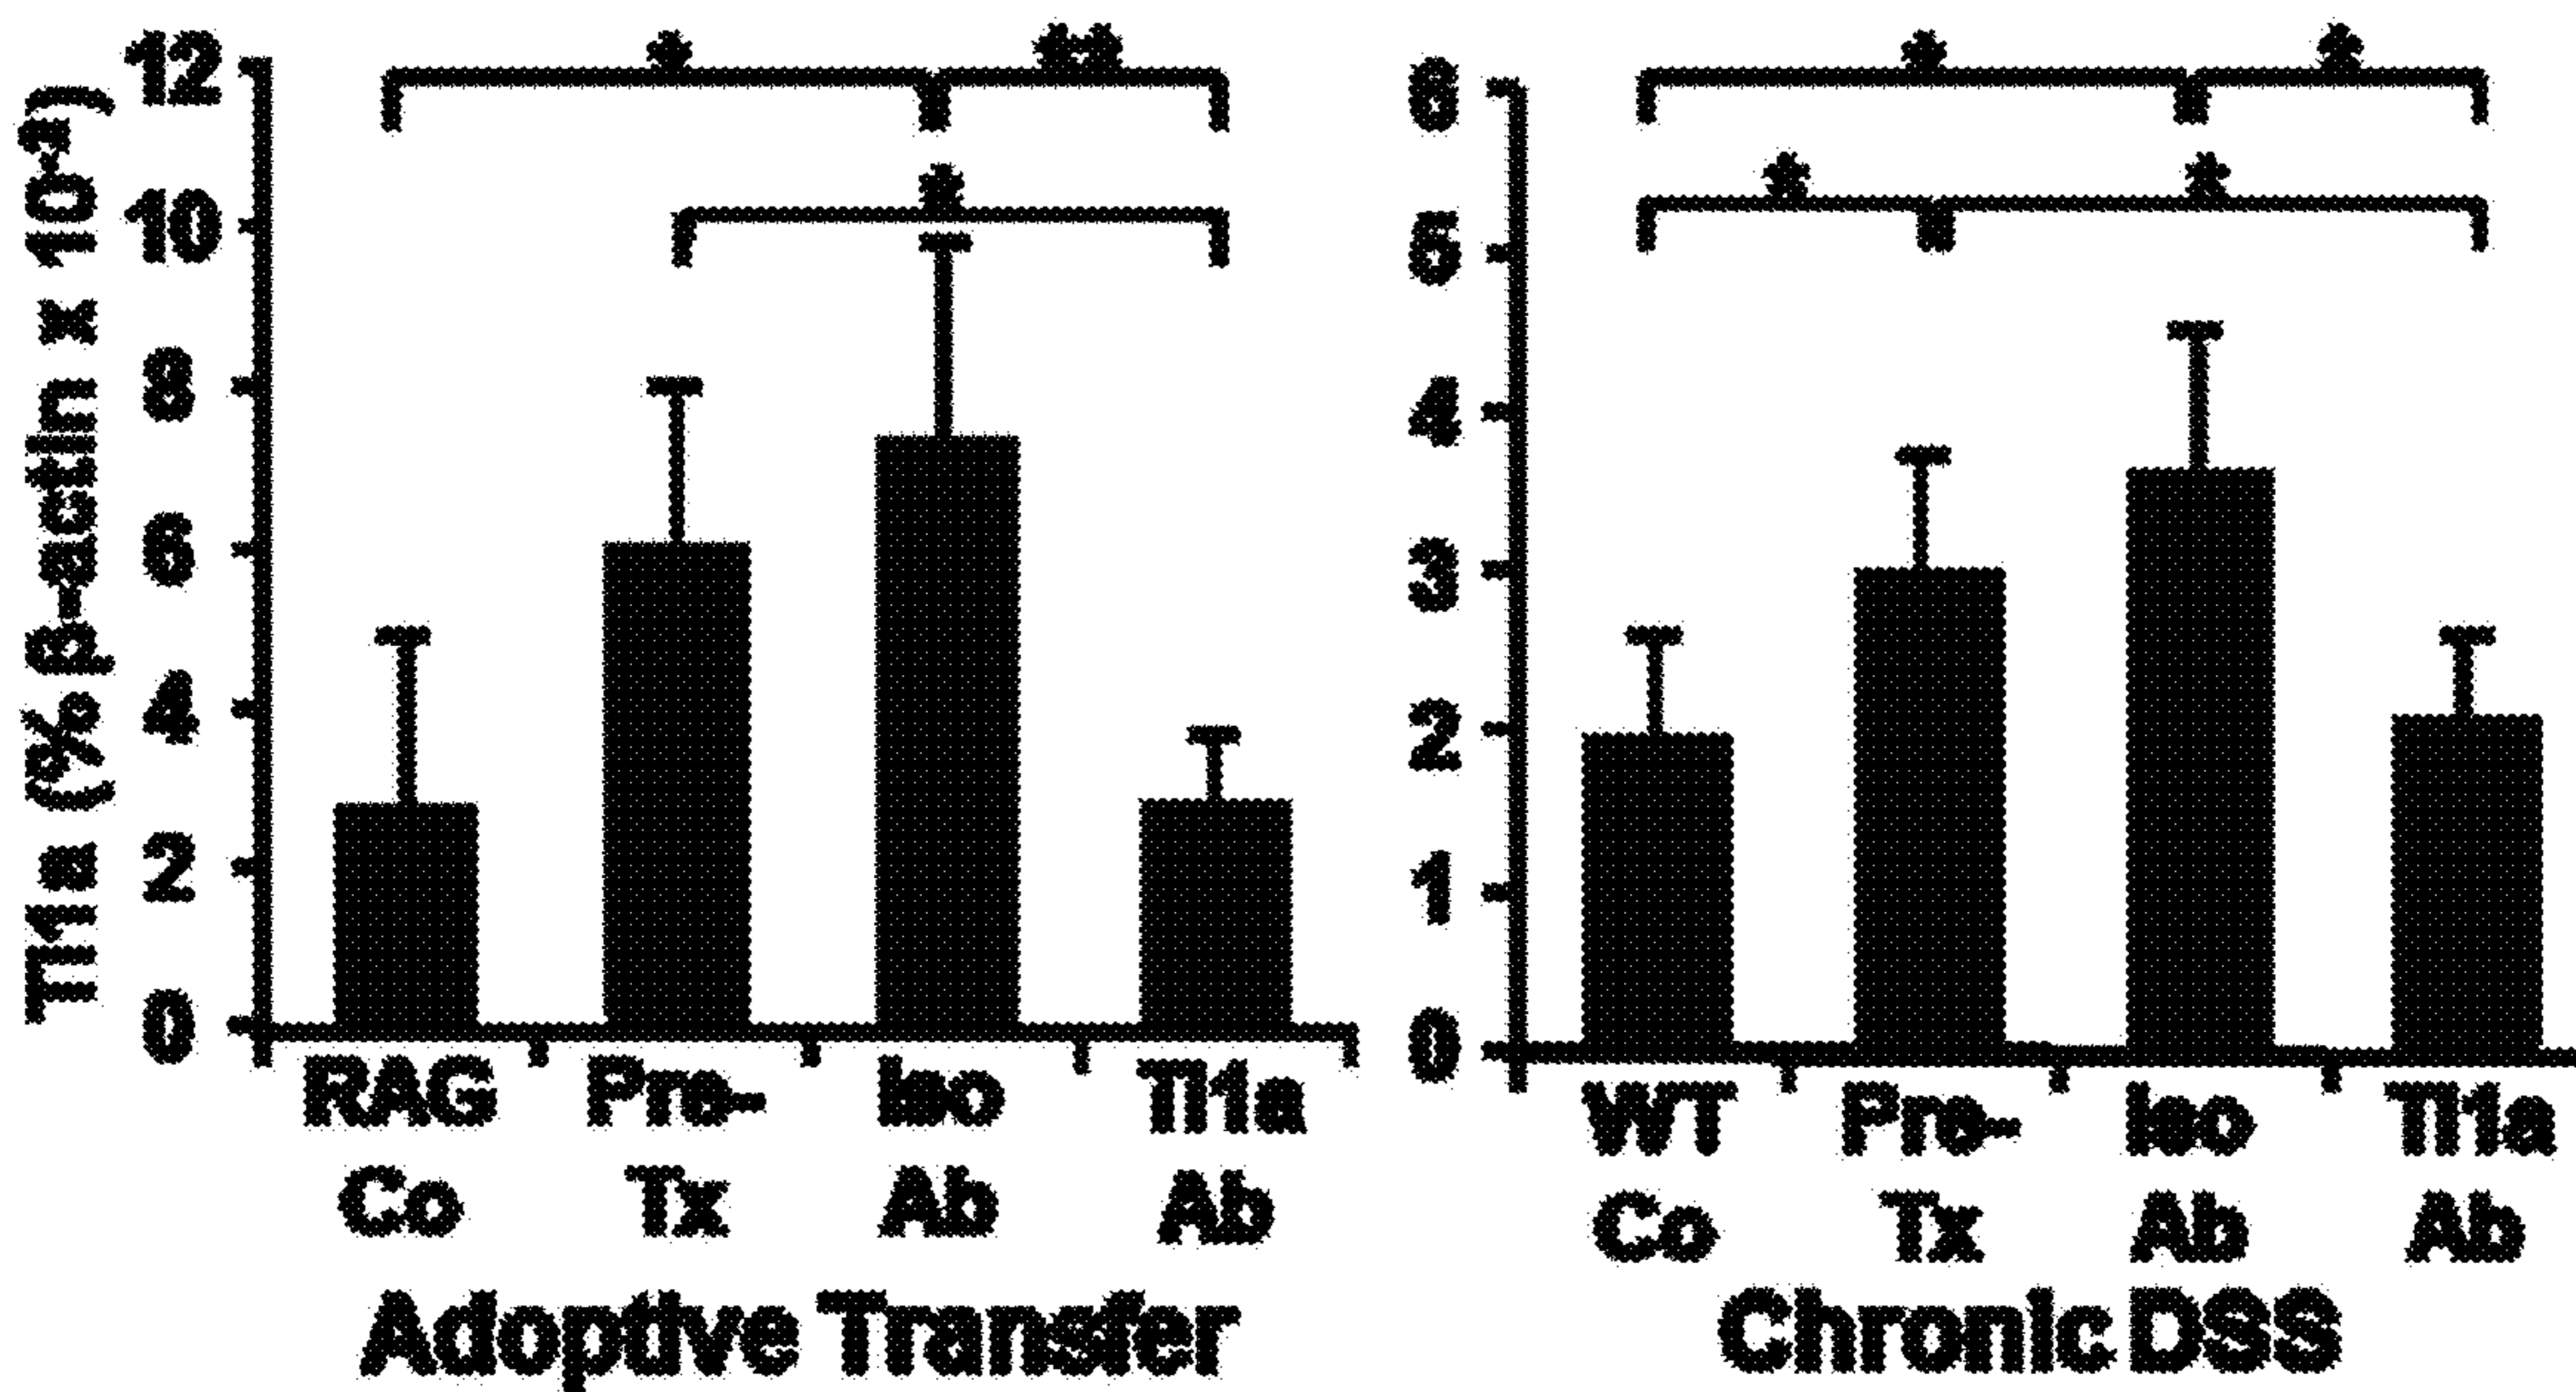 Tl1a (% β-actin x 10-1)
12
10
8
6
4
2
0
* **
*
RAG Pre- Iso Tl1a
Co Tx Ab Ab
Adoptive Transfer
6
5
4
3
2
1
0
* *
* *
WT Pre- Iso Tl1a
Co Tx Ab Ab
Chronic DSS